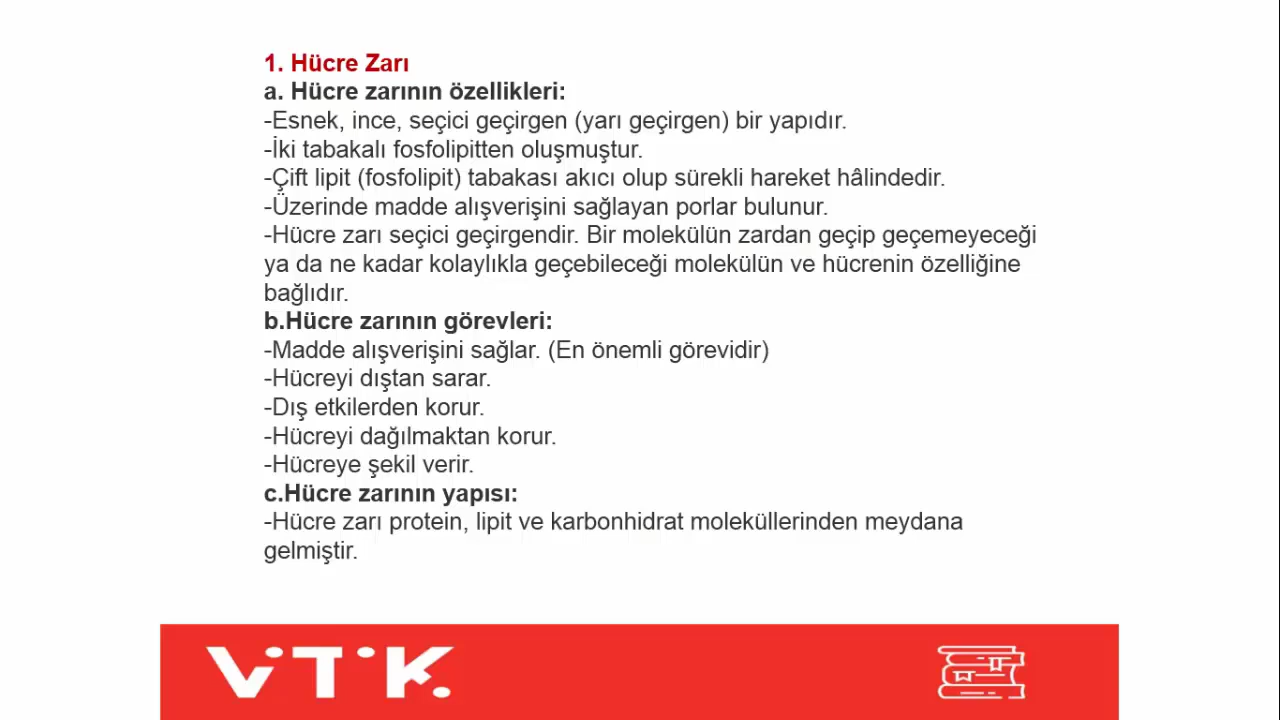 1. Hücre Zarı
a. Hücre zarının özellikleri:
-Esnek, ince, seçici geçirgen (yarı geçirgen) bir yapıdır.
-İki tabakalı fosfolipitten oluşmuştur.
-Çift lipit (fosfolipit) tabakası akıcı olup sürekli hareket hâlindedir.
-Üzerinde madde alışverişini sağlayan porlar bulunur.
-Hücre zarı seçici geçirgendir. Bir molekülün zardan geçip geçemeyeceği
ya da ne kadar kolaylıkla geçebileceği molekülün ve hücrenin özelliğine
bağlıdır.
b.Hücre zarının görevleri:
-Madde alışverişini sağlar. (En önemli görevidir)
-Hücreyi dıştan sarar.
-Dış etkilerden korur.
-Hücreyi dağılmaktan korur.
-Hücreye şekil verir.
c.Hücre zarının yapısı:
-Hücre zarı protein, lipit ve karbonhidrat moleküllerinden meydana
gelmiştir.
ViTiK.